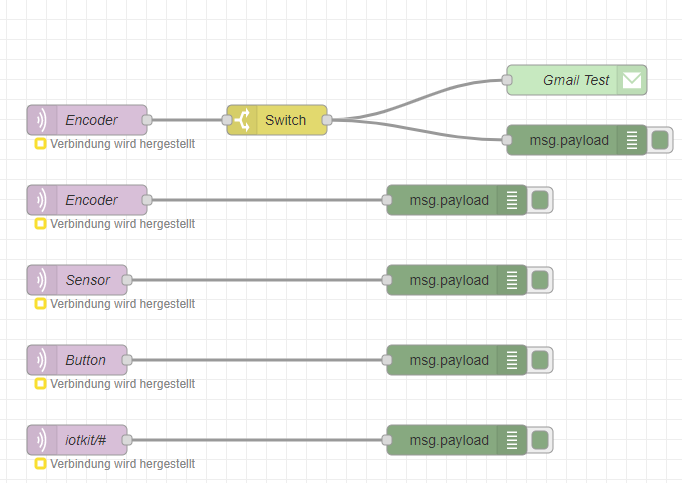 Gmail Test
Encoder
Switch
msg.payload
Verbindung wird hergestellt
Encoder
msg.payload
Verbindung wird hergestellt
Sensor
msg.payload
Verbindung wird hergestellt
Button
msg.payload
Verbindung wird hergestellt
iotkit/#
msg.payload
Verbindung wird hergestellt